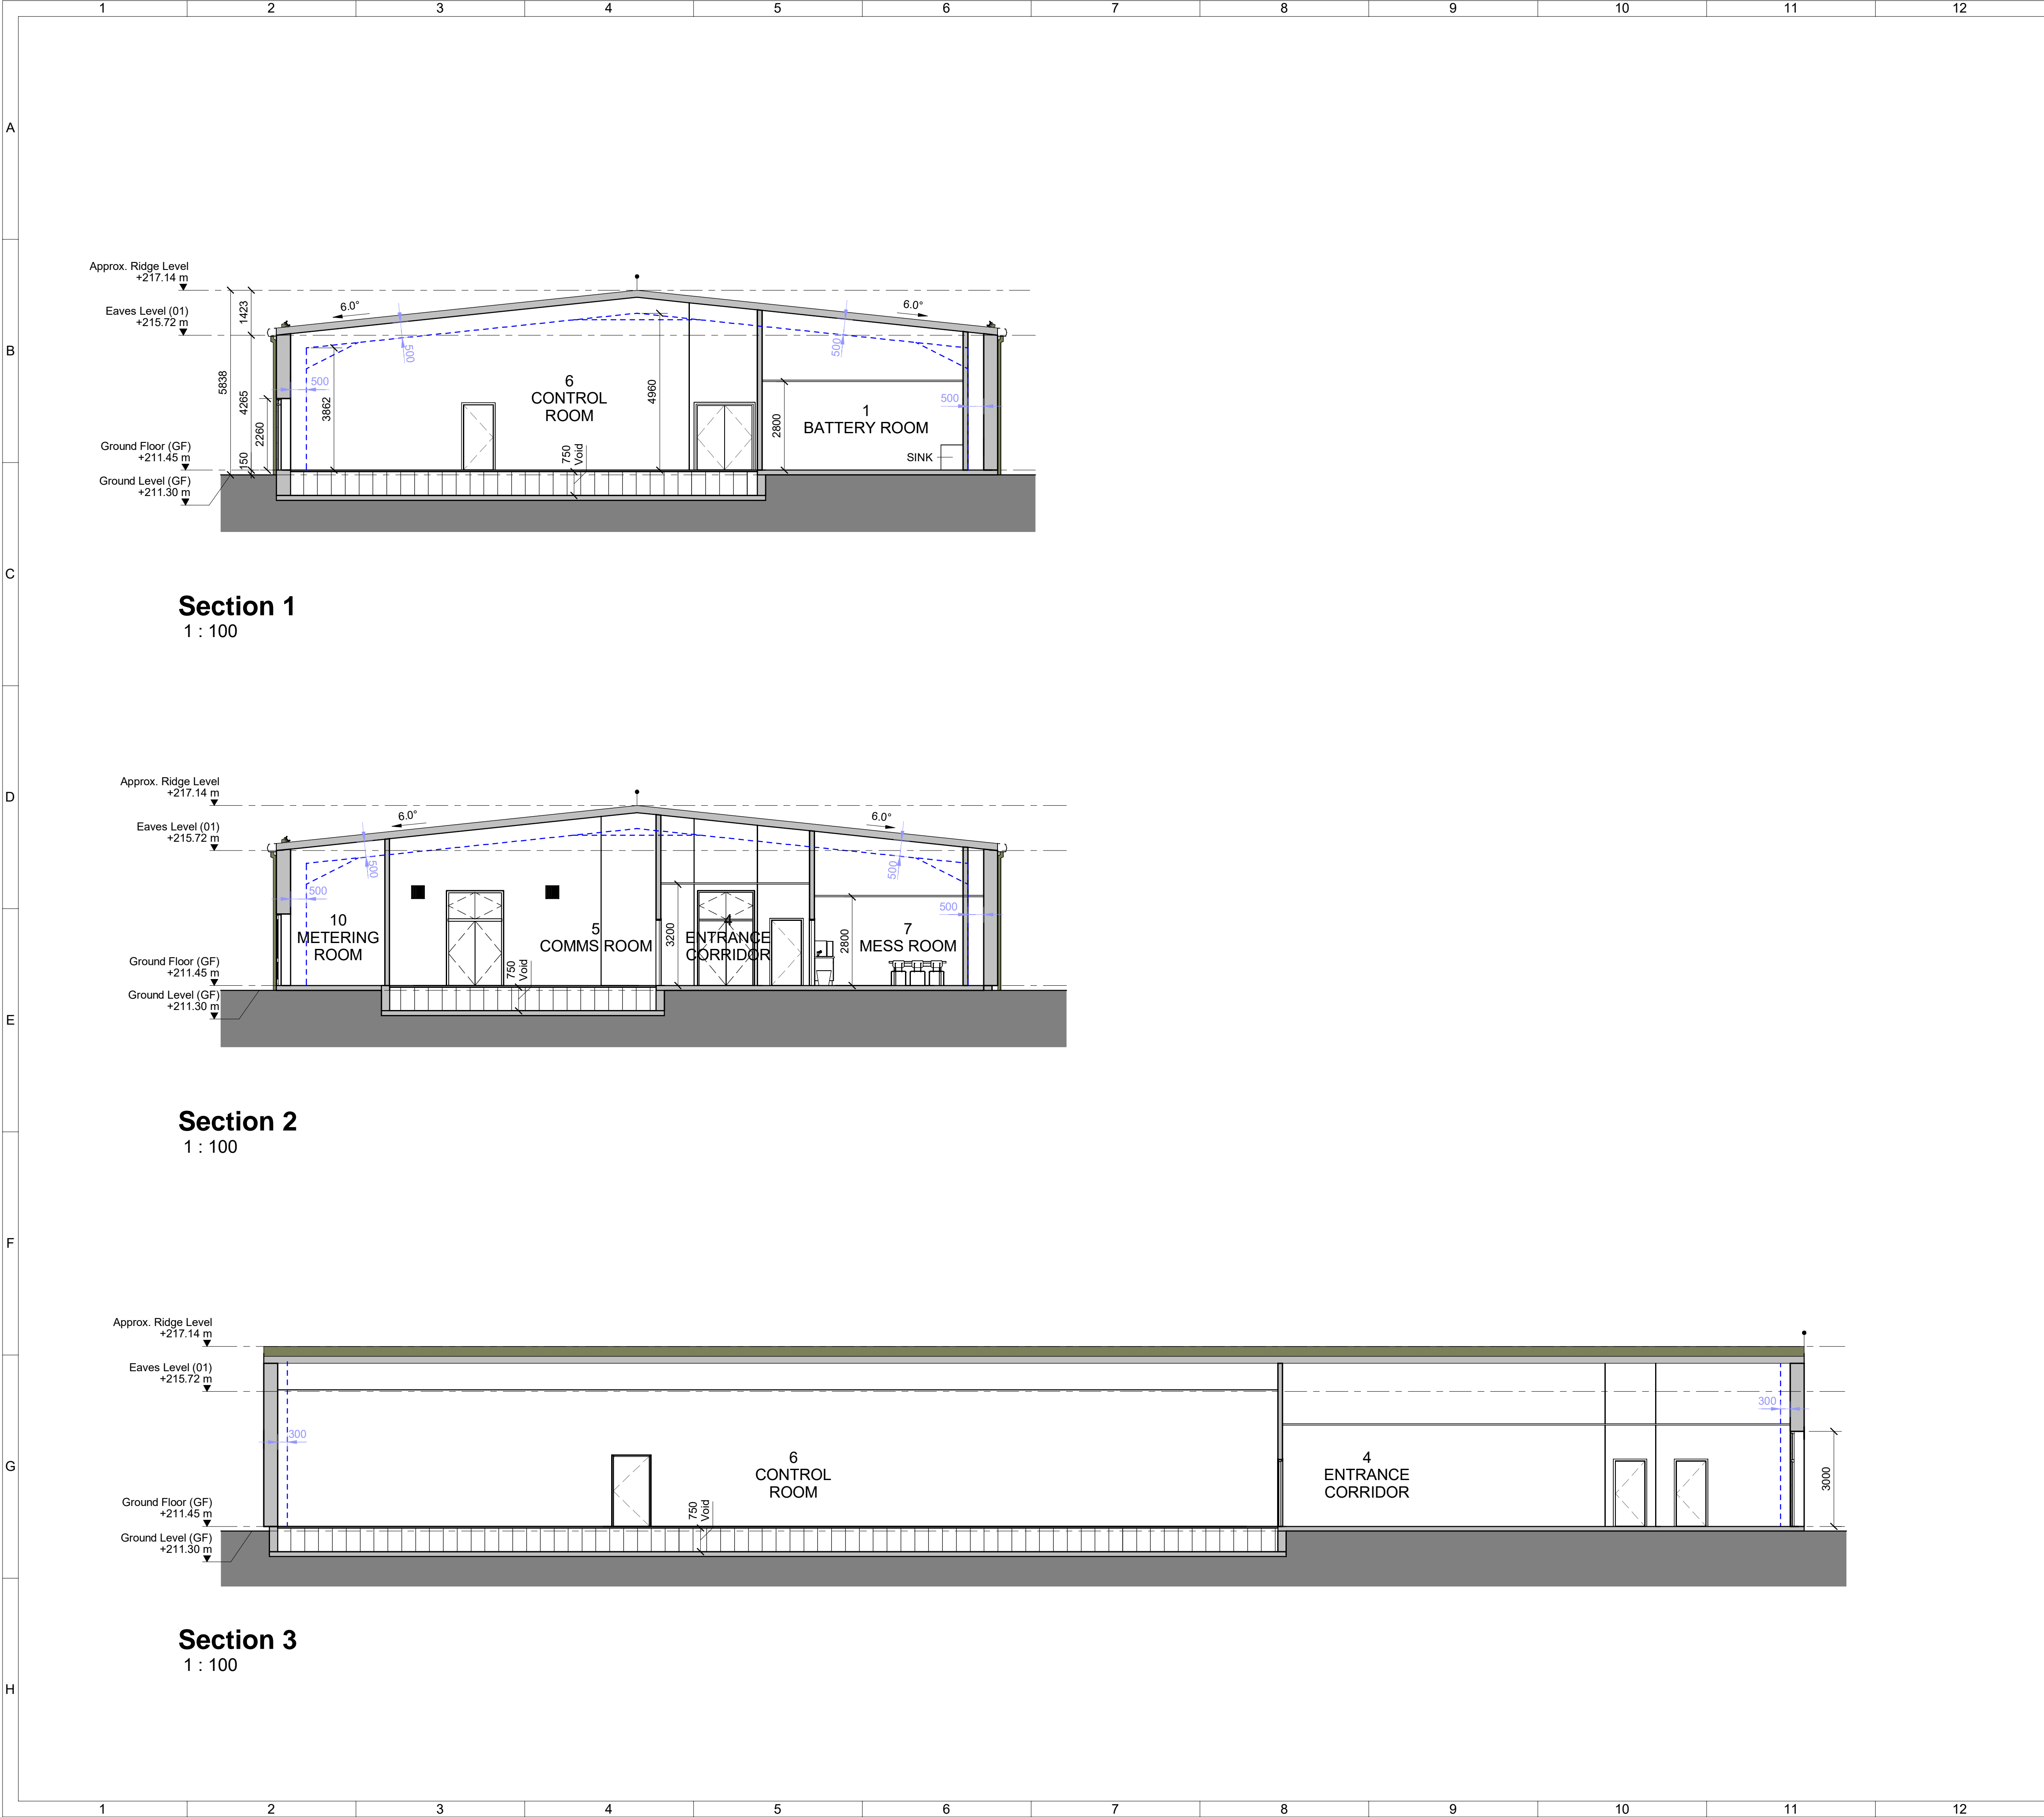 1 2 3 4 5 6 7 8 9 10 11 12
A
B
C
D
E
F
G
H
Approx. Ridge Level
+217.14 m
Eaves Level (01)
+215.72 m
Ground Floor (GF)
+211.45 m
Ground Level (GF)
+211.30 m
5838
1423
4265
150
2260
500
3862
6.0°
500
6
CONTROL
ROOM
750
Void
4960
2800
6.0°
500
1
BATTERY ROOM
500
SINK
Section 1
1 : 100
Approx. Ridge Level
+217.14 m
Eaves Level (01)
+215.72 m
Ground Floor (GF)
+211.45 m
Ground Level (GF)
+211.30 m
6.0°
500
500
10
METERING
ROOM
750
Void
5
COMMS ROOM
3200
4
ENTRANCE
CORRIDOR
2800
6.0°
500
7
MESS ROOM
500
Section 2
1 : 100
Approx. Ridge Level
+217.14 m
Eaves Level (01)
+215.72 m
Ground Floor (GF)
+211.45 m
Ground Level (GF)
+211.30 m
300
750
Void
6
CONTROL
ROOM
4
ENTRANCE
CORRIDOR
300
3000
Section 3
1 : 100
1 2 3 4 5 6 7 8 9 10 11 12